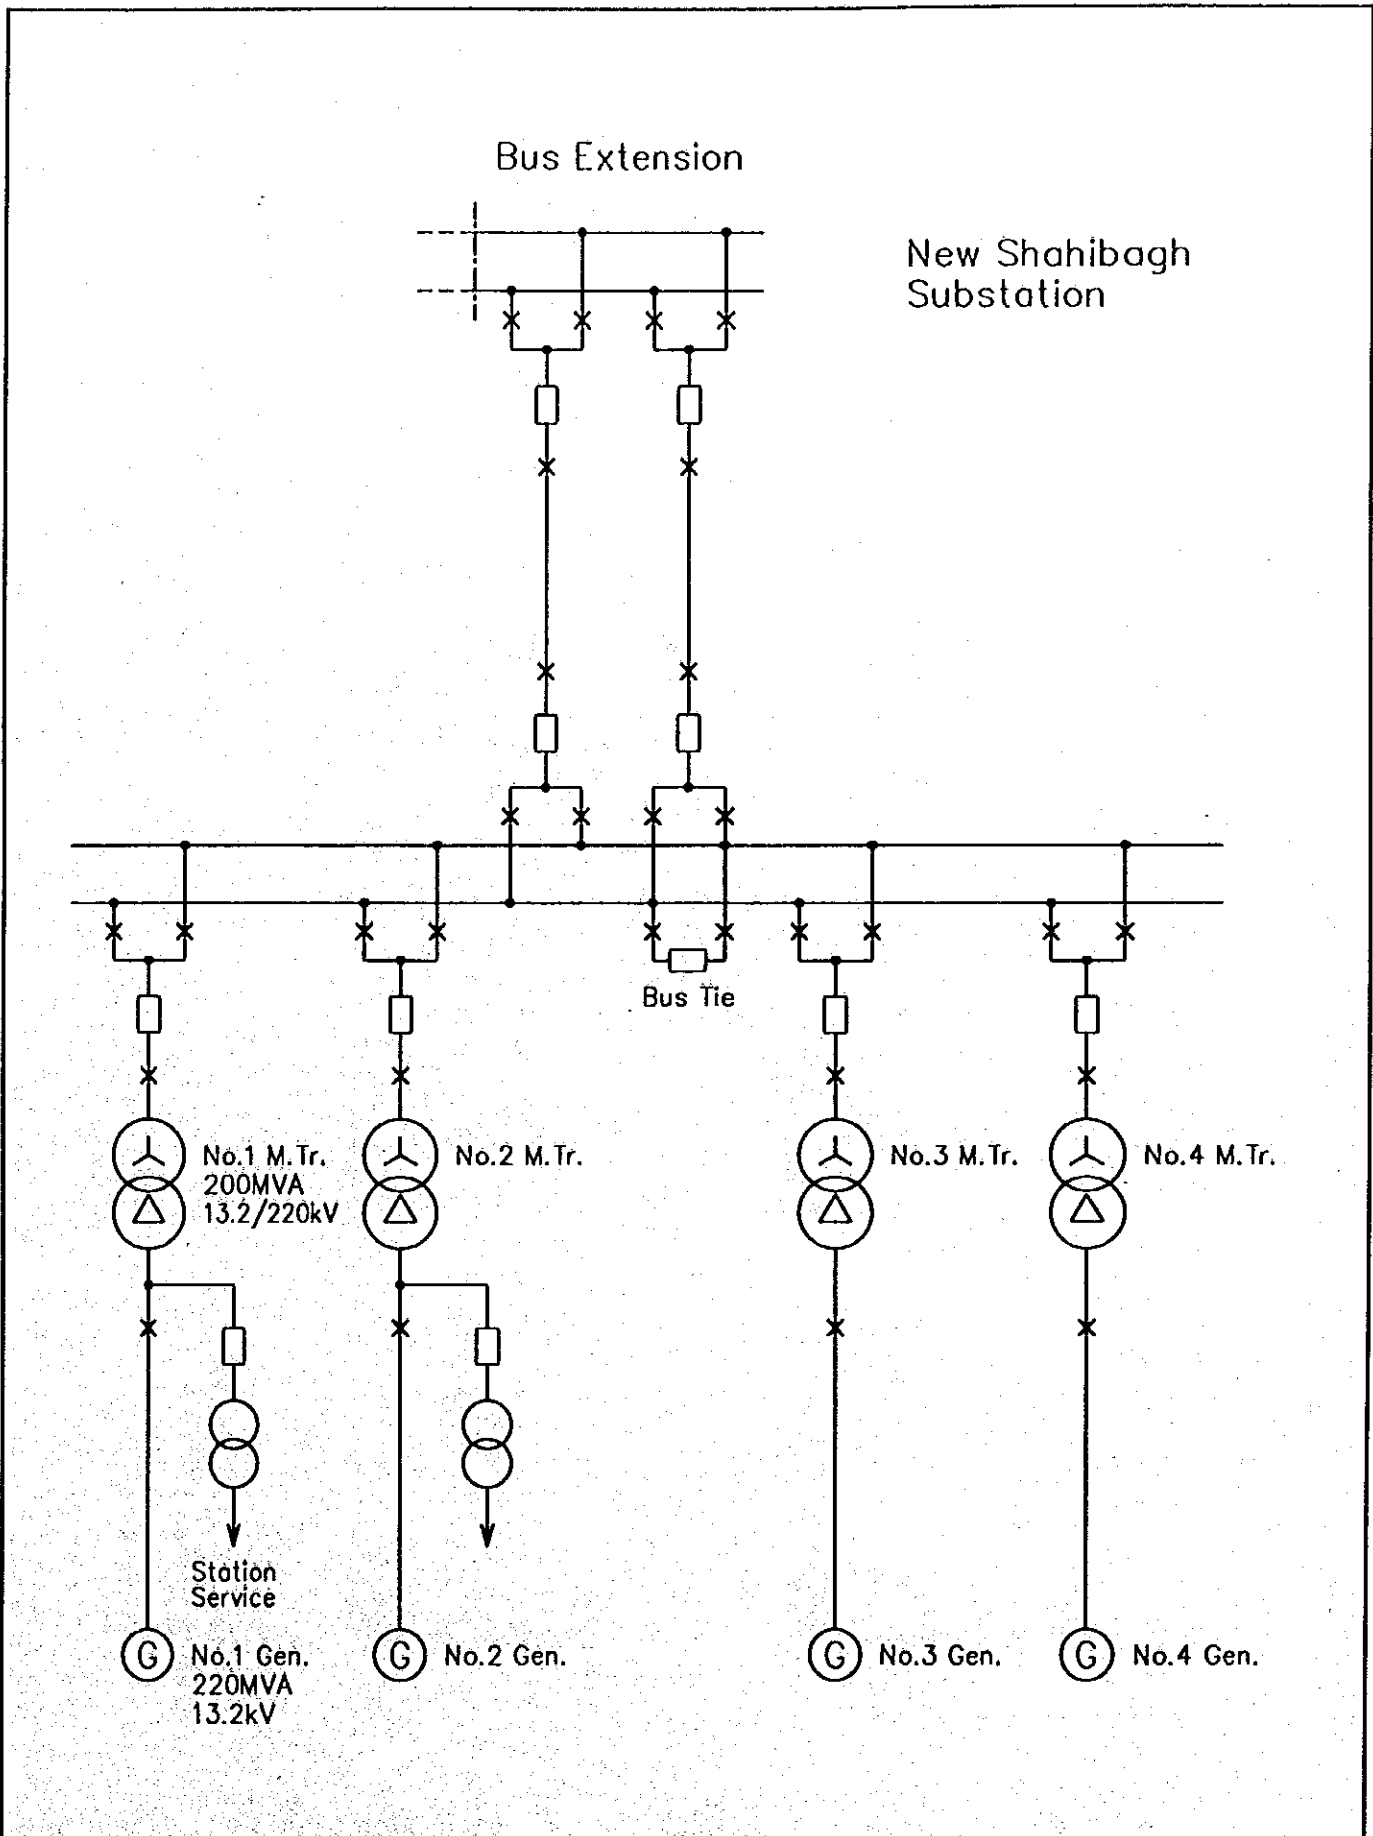 Bus Extension
New Shahibagh
Substation
Bus Tie
No.1 M.Tr.
200MVA
13.2/220kV
No.2 M.Tr.
No.3 M.Tr.
No.4 M.Tr.
Station
Service
G
No.1 Gen.
220MVA
13.2kV
G
No.2 Gen.
G
No.3 Gen.
G
No.4 Gen.